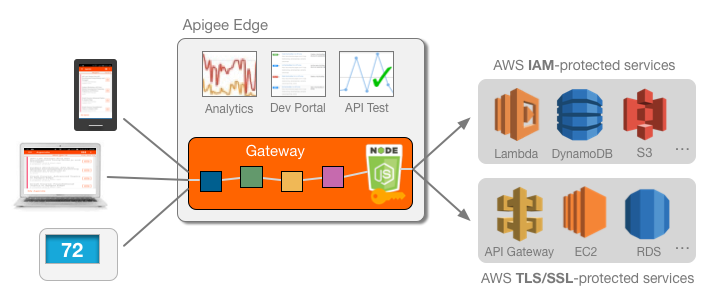 Apigee Edge
Analytics
Dev Portal
API Test
Gateway
NODE
JS
72
AWS IAM-protected services
Lambda
DynamoDB
S3
...
API Gateway
EC2
RDS
...
AWS TLS/SSL-protected services